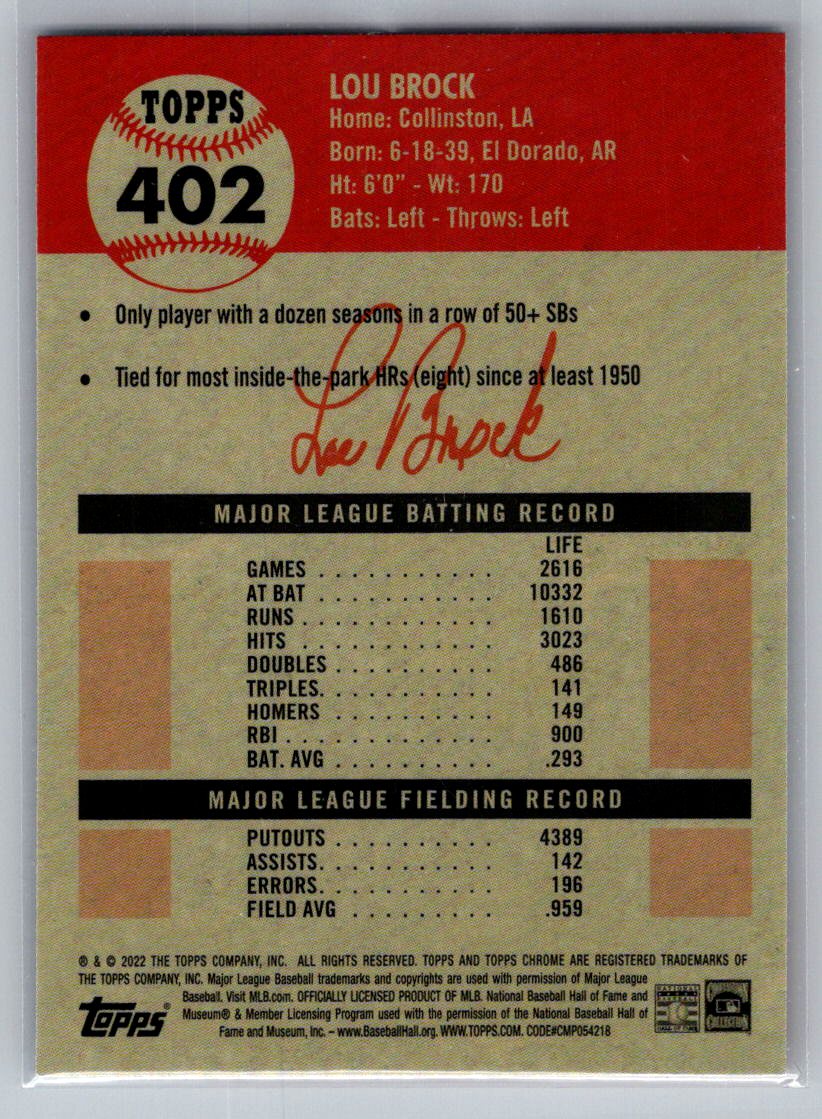 TOPPS
402
LOU BROCK
Home: Collinston, LA
Born: 6-18-39, El Dorado, AR
Ht: 6'0" - Wt: 170
Bats: Left - Throws: Left
• Only player with a dozen seasons in a row of 50+ SBs
• Tied for most inside-the-park HRs (eight) since at least 1950
Lou Brock
MAJOR LEAGUE BATTING RECORD
LIFE
GAMES . . . . . . . . . . . 2616
AT BAT . . . . . . . . . . . 10332
RUNS . . . . . . . . . . . . 1610
HITS . . . . . . . . . . . . 3023
DOUBLES . . . . . . . . . . 486
TRIPLES. . . . . . . . . . . 141
HOMERS . . . . . . . . . . 149
RBI . . . . . . . . . . . . . 900
BAT. AVG . . . . . . . . . . .293
MAJOR LEAGUE FIELDING RECORD
PUTOUTS . . . . . . . . . . 4389
ASSISTS. . . . . . . . . . . 142
ERRORS. . . . . . . . . . . 196
FIELD AVG . . . . . . . . . .959
® & © 2022 THE TOPPS COMPANY, INC. ALL RIGHTS RESERVED. TOPPS AND TOPPS CHROME ARE REGISTERED TRADEMARKS OF
THE TOPPS COMPANY, INC. Major League Baseball trademarks and copyrights are used with permission of Major League
Baseball. Visit MLB.com. OFFICIALLY LICENSED PRODUCT OF MLB. National Baseball Hall of Fame and
Museum® & Member Licensing Program used with the permission of the National Baseball Hall of
Fame and Museum, Inc. – www.BaseballHall.org. WWW.TOPPS.COM. CODE#CMP054218
topps®
NATIONAL
BASEBALL
HALL OF FAME